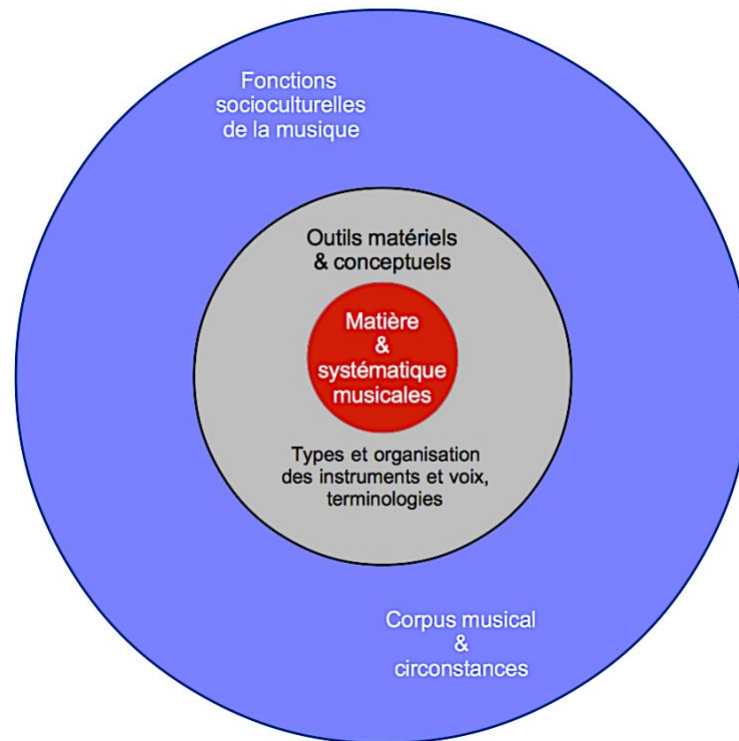 Fonctions
socioculturelles
de la musique
Outils matériels
& conceptuels
Matière
&
systématique
musicales
Types et organisation
des instruments et voix,
terminologies
Corpus musical
&
circonstances